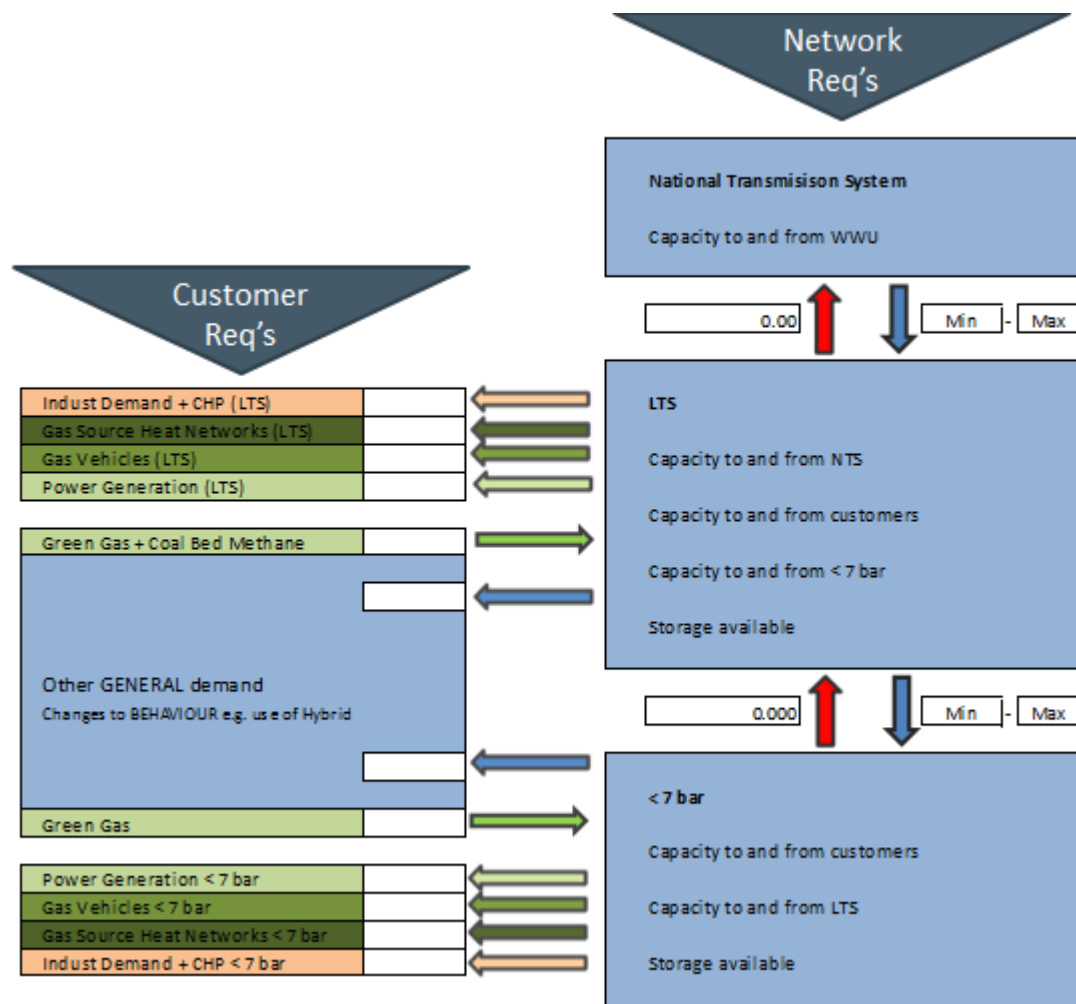 Network
Req's
National Transmisison System
Capacity to and from WWU
0.00
Min - Max
Customer
Req's
Indust Demand + CHP (LTS)
Gas Source Heat Networks (LTS)
Gas Vehicles (LTS)
Power Generation (LTS)
Green Gas + Coal Bed Methane
Other GENERAL demand
Changes to BEHAVIOUR e.g. use of Hybrid
Green Gas
Power Generation < 7 bar
Gas Vehicles < 7 bar
Gas Source Heat Networks < 7 bar
Indust Demand + CHP < 7 bar
LTS
Capacity to and from NTS
Capacity to and from customers
Capacity to and from < 7 bar
Storage available
0.000
Min - Max
< 7 bar
Capacity to and from customers
Capacity to and from LTS
Storage available